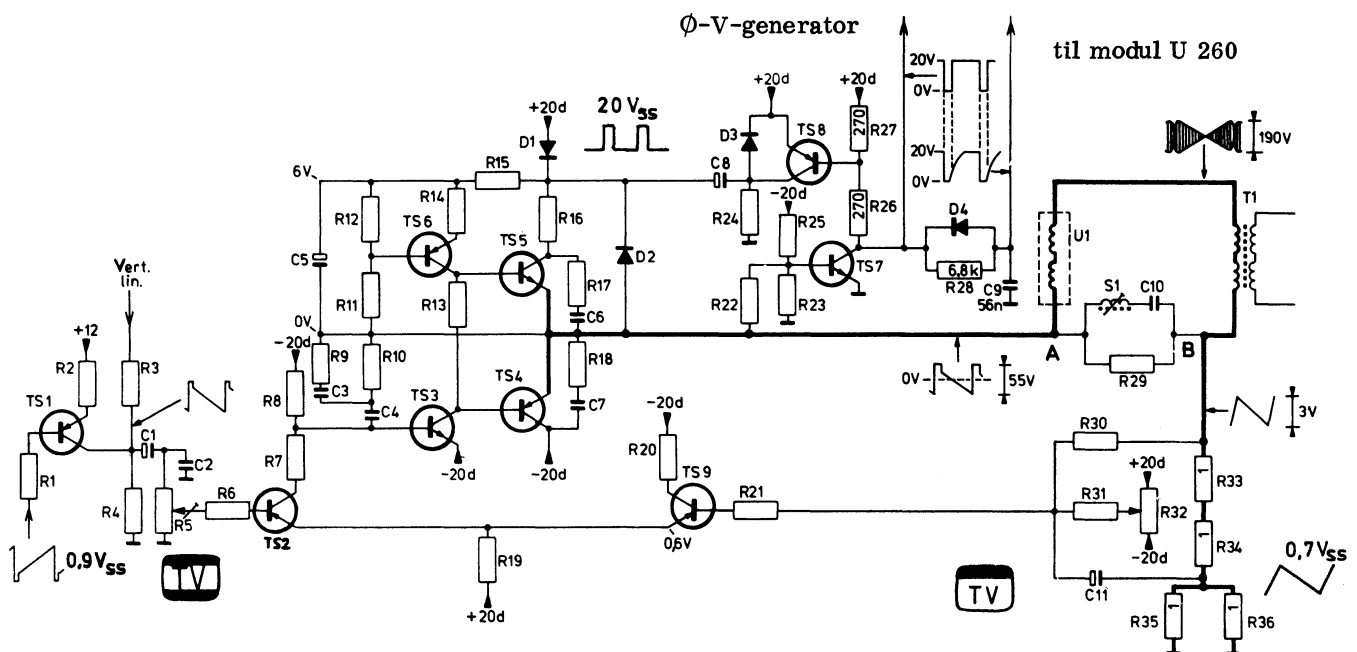 Ø-V-generator
til modul U 260
20V
0V
20V
0V
+20d
+20d
+20d
20 Vss
D1
D3
TS8
270
R27
190V
6V
R15
C8
R12
R14
TS6
R16
R24
-20d
R25
270
R26
D4
T1
U1
TS5
C5
D2
TS7
6,8k
R28
C9
56n
S1
C10
Vert.
lin.
R11
R13
R17
C6
R22
R23
0V
+12
-20d
A
B
R2
R3
R9
R10
R18
R29
0V
55V
TS1
R8
C3
C4
TS3
TS4
C7
-20d
3V
C1
C2
R7
-20d
-20d
R20
TS9
R30
R1
R4
R5
R6
R21
R31
+20d
R32
-20d
1
R33
TS2
0,6V
1
R34
0,9Vss
TV
R19
TV
C11
0,7Vss
+20d
R35
1
1
R36